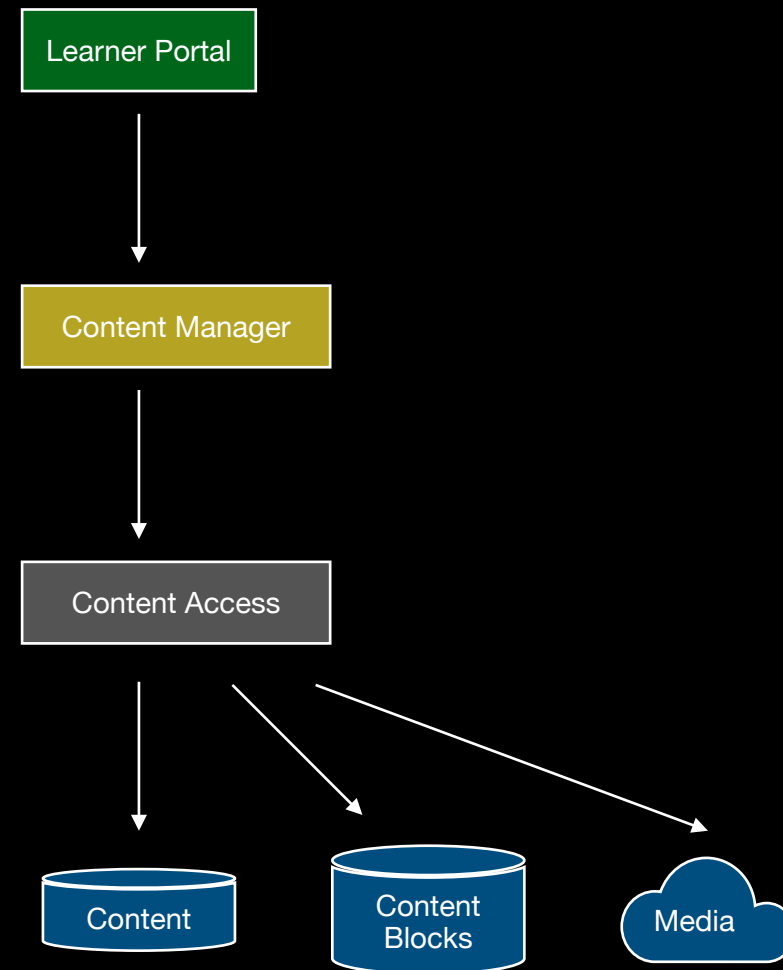 Learner Portal
Content Manager
Content Access
Content
Content
Blocks
Media